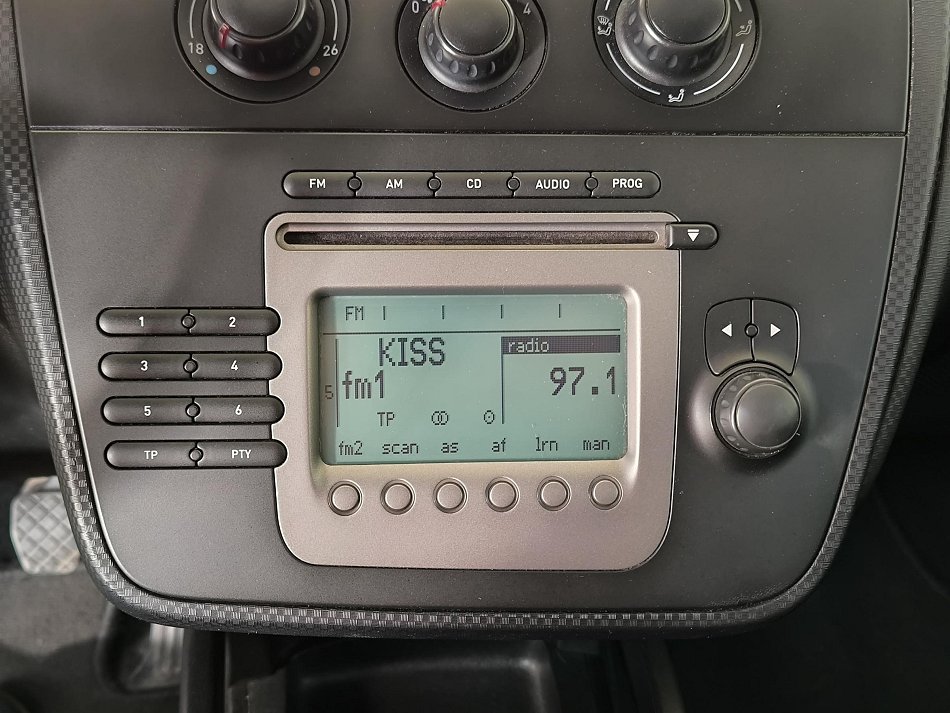 18 26
0 4
FM AM CD AUDIO PROG
1 2
3 4
5 6
TP PTY
FM
KISS
radio
5 fm1
97.1
TP
fm2 scan as af lrn man